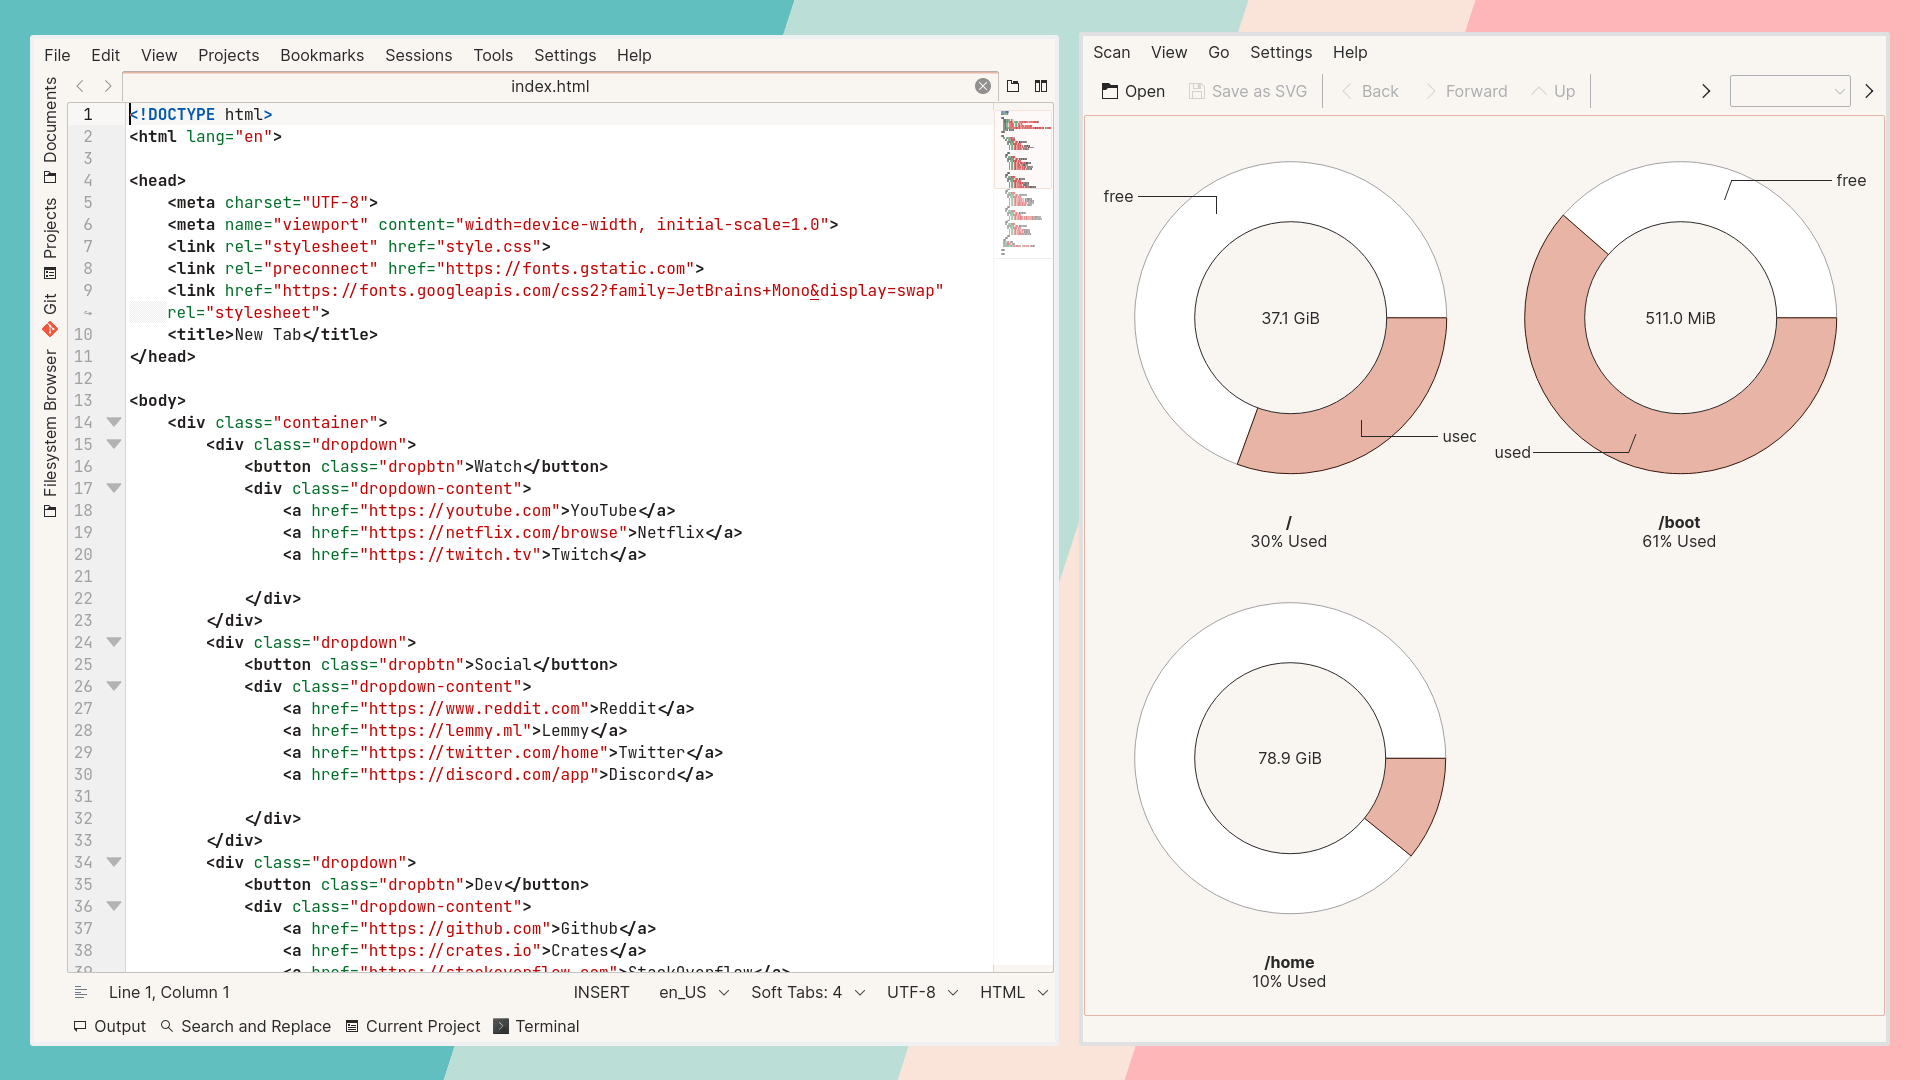 File Edit View Projects Bookmarks Sessions Tools Settings Help
Documents
Projects
Git
Filesystem Browser
index.html
1 <!DOCTYPE html>
2 <html lang="en">
3
4 <head>
5     <meta charset="UTF-8">
6     <meta name="viewport" content="width=device-width, initial-scale=1.0">
7     <link rel="stylesheet" href="style.css">
8     <link rel="preconnect" href="https://fonts.gstatic.com">
9     <link href="https://fonts.googleapis.com/css2?family=JetBrains+Mono&display=swap"
    rel="stylesheet">
10     <title>New Tab</title>
11 </head>
12
13 <body>
14     <div class="container">
15         <div class="dropdown">
16             <button class="dropbtn">Watch</button>
17             <div class="dropdown-content">
18                 <a href="https://youtube.com">YouTube</a>
19                 <a href="https://netflix.com/browse">Netflix</a>
20                 <a href="https://twitch.tv">Twitch</a>
21
22             </div>
23         </div>
24         <div class="dropdown">
25             <button class="dropbtn">Social</button>
26             <div class="dropdown-content">
27                 <a href="https://www.reddit.com">Reddit</a>
28                 <a href="https://lemmy.ml">Lemmy</a>
29                 <a href="https://twitter.com/home">Twitter</a>
30                 <a href="https://discord.com/app">Discord</a>
31
32             </div>
33         </div>
34         <div class="dropdown">
35             <button class="dropbtn">Dev</button>
36             <div class="dropdown-content">
37                 <a href="https://github.com">Github</a>
38                 <a href="https://crates.io">Crates</a>
39                 <a href="https://stackoverflow.com">StackOverflow</a>
Line 1, Column 1 INSERT en_US Soft Tabs: 4 UTF-8 HTML
Output Search and Replace Current Project Terminal
Scan View Go Settings Help
Open Save as SVG Back Forward Up
free
37.1 GiB
used
/
30% Used
free
511.0 MiB
used
/boot
61% Used
78.9 GiB
/home
10% Used